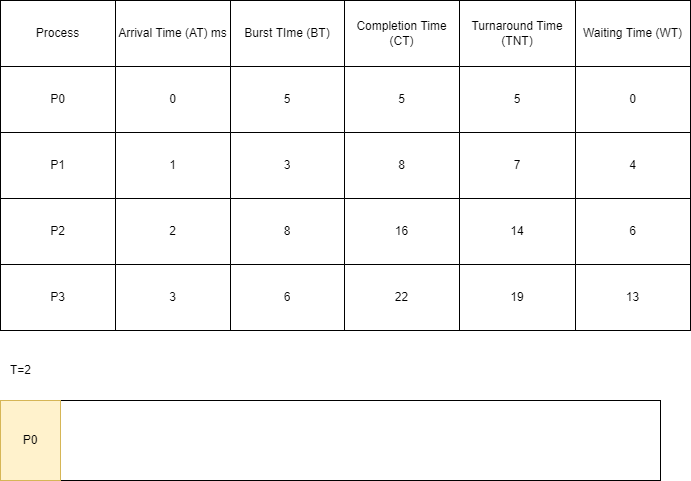 Process Arrival Time (AT) ms Burst TIme (BT) Completion Time (CT) Turnaround Time (TNT) Waiting Time (WT)
P0 0 5 5 5 0
P1 1 3 8 7 4
P2 2 8 16 14 6
P3 3 6 22 19 13
T=2
P0